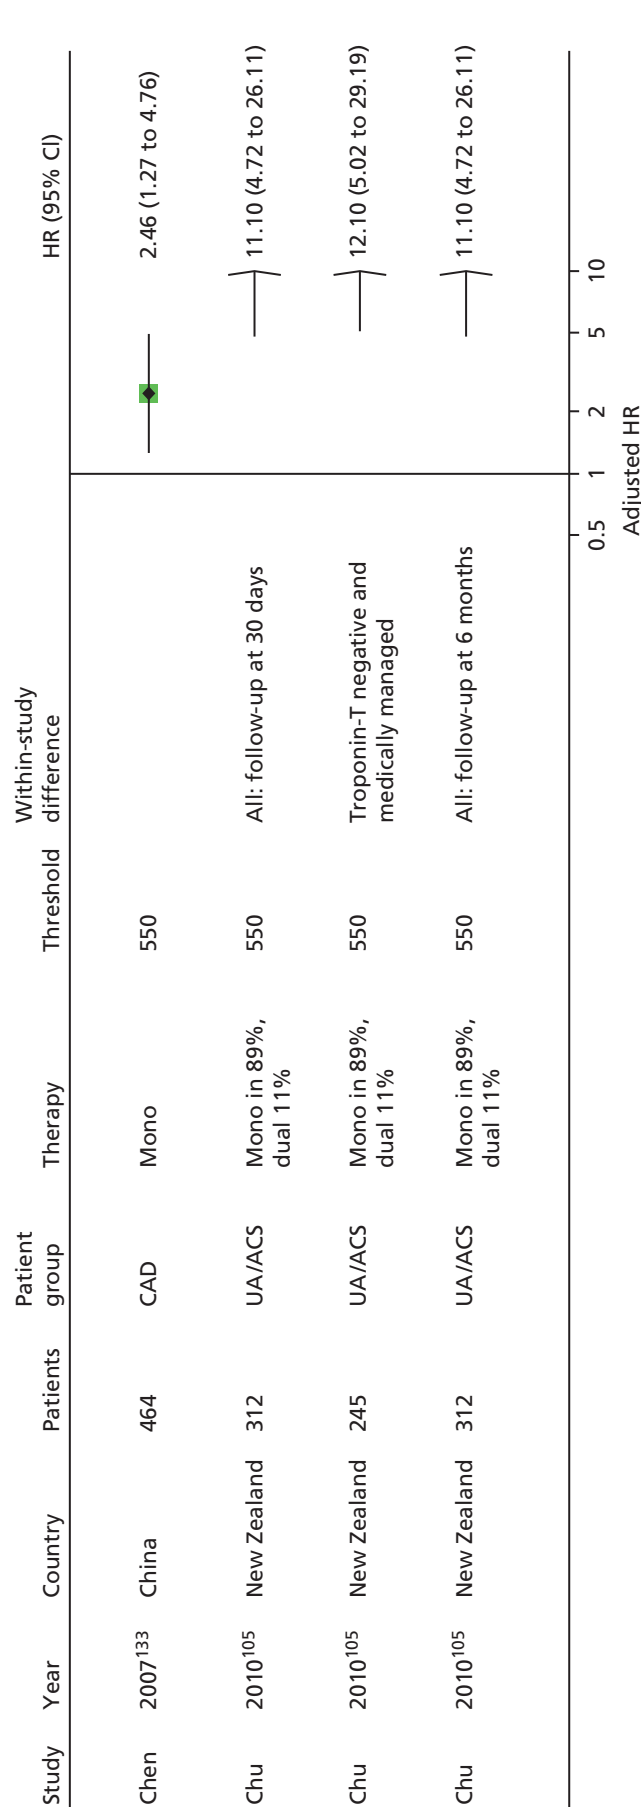 Study Year Country Patients Patient group Therapy Threshold Within-study difference HR (95% CI)
Chen 2007¹³³ China 464 CAD Mono 550 2.46 (1.27 to 4.76)
Chu 2010¹⁰⁵ New Zealand 312 UA/ACS Mono in 89%, All: follow-up at 30 days 550 11.10 (4.72 to 26.11)
dual 11%
Chu 2010¹⁰⁵ New Zealand 245 UA/ACS Mono in 89%, 550 Troponin-T negative and 12.10 (5.02 to 29.19)
dual 11% medically managed
Chu 2010¹⁰⁵ New Zealand 312 UA/ACS Mono in 89%, 550 All: follow-up at 6 months 11.10 (4.72 to 26.11)
dual 11%
0.5 1 2 5 10
Adjusted HR